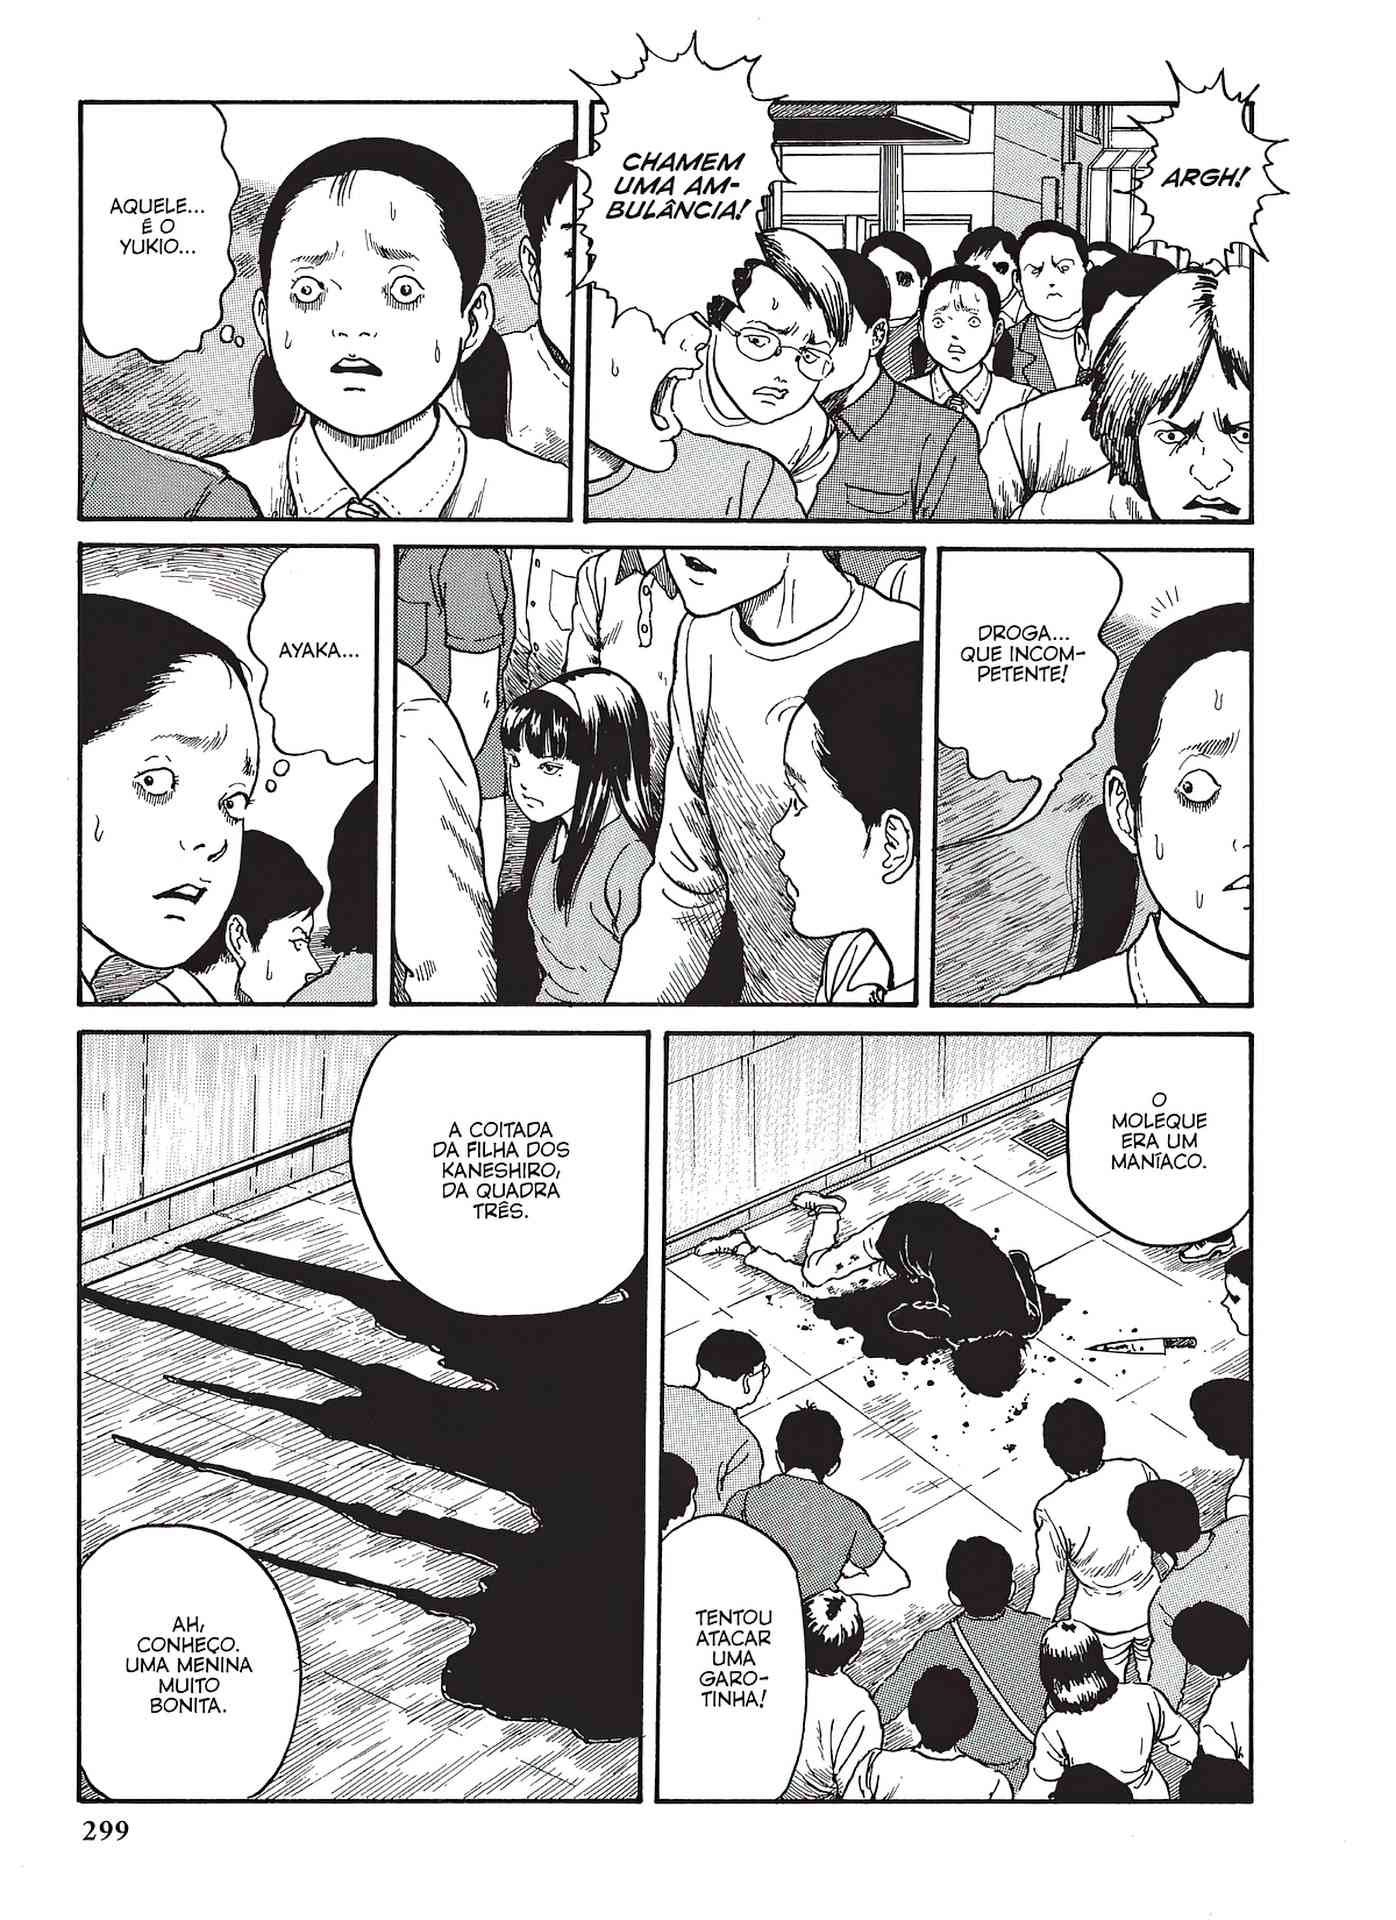 ARGH!
CHAMEM
UMA AM-
BULÂNCIA!
AQUELE...
É O
YUKIO...
DROGA...
QUE INCOM-
PETENTE!
AYAKA...
O
MOLEQUE
ERA UM
MANÍACO.
TENTOU
ATACAR
UMA
GARO-
TINHA!
A COITADA
DA FILHA DOS
KANESHIRO,
DA QUADRA
TRÊS.
AH,
CONHEÇO.
UMA MENINA
MUITO
BONITA.
299